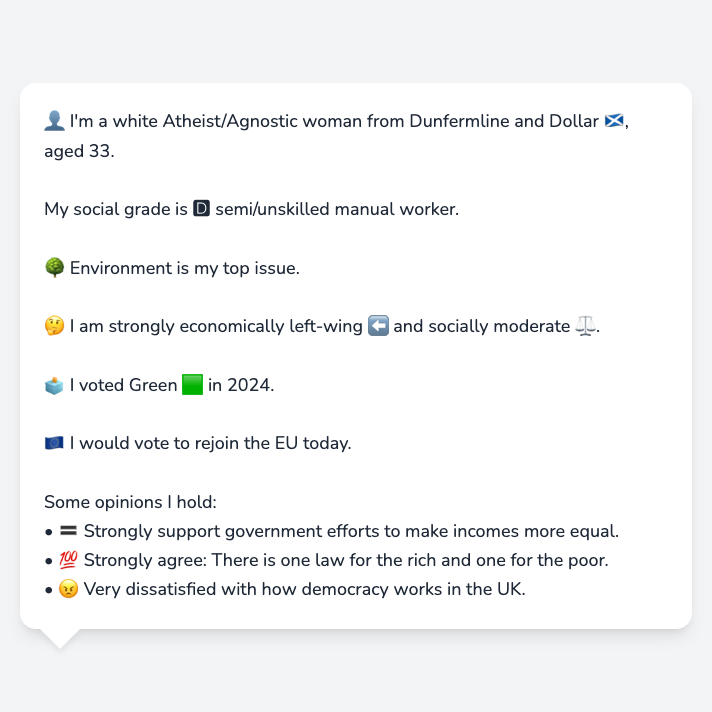 👤 I'm a white Atheist/Agnostic woman from Dunfermline and Dollar 🏴󠁧󠁢󠁳󠁣󠁴󠁿,
aged 33.
My social grade is 🅳 semi/unskilled manual worker.
🌳 Environment is my top issue.
🤔 I am strongly economically left-wing ⬅️ and socially moderate ⚖️.
🗳️ I voted Green 🟩 in 2024.
🇪🇺 I would vote to rejoin the EU today.
Some opinions I hold:
• 🟰 Strongly support government efforts to make incomes more equal.
• 💯 Strongly agree: There is one law for the rich and one for the poor.
• 😠 Very dissatisfied with how democracy works in the UK.